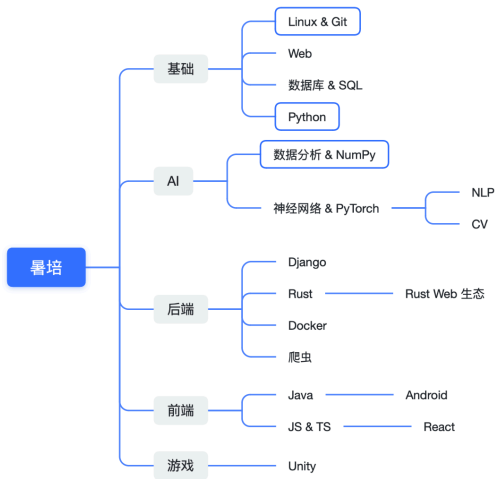 暑培
基础
Linux & Git
Web
数据库 & SQL
Python
AI
数据分析 & NumPy
神经网络 & PyTorch
NLP
CV
后端
Django
Rust
Rust Web 生态
Docker
爬虫
前端
Java
Android
JS & TS
React
游戏
Unity